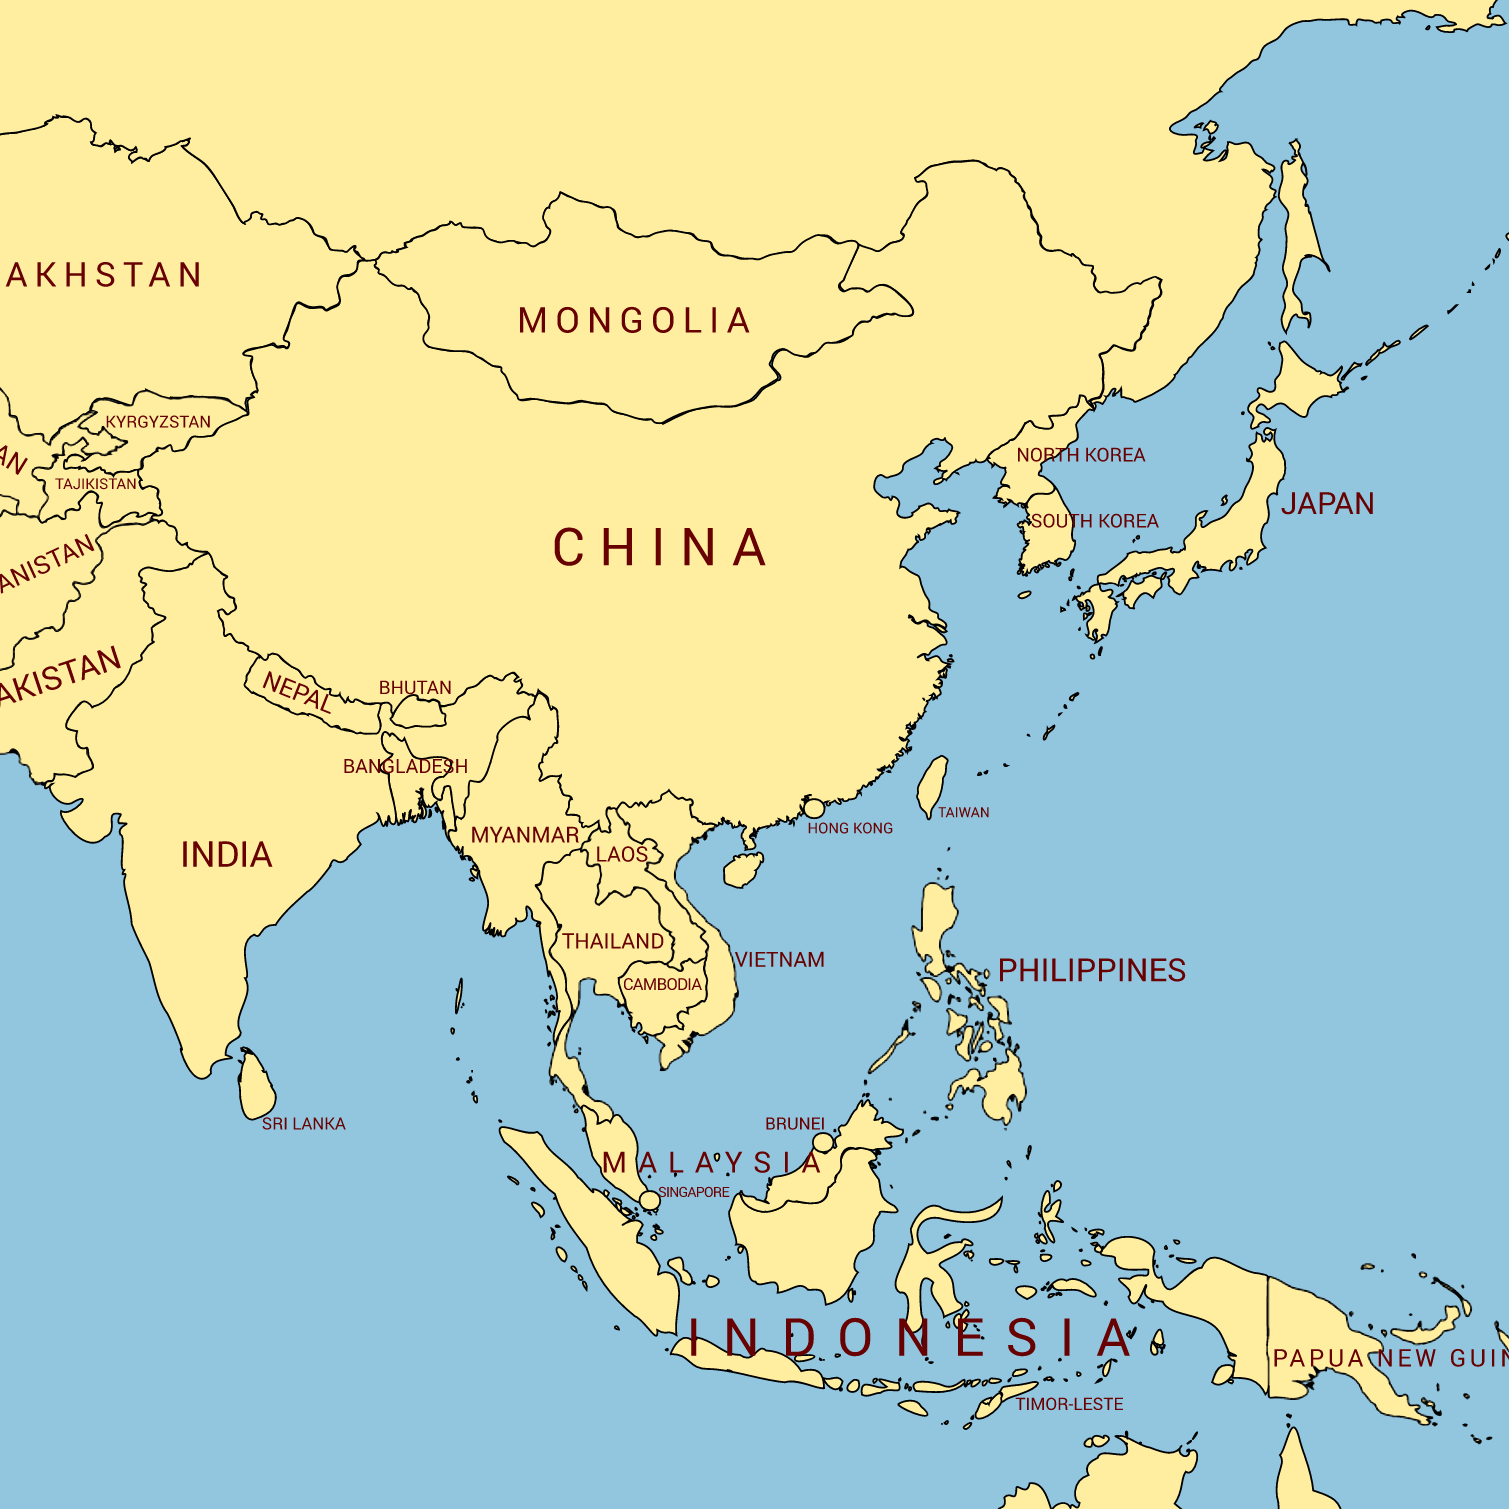 AKHSTAN
MONGOLIA
KYRGYZSTAN
AN
TAJIKISTAN
NORTH KOREA
JAPAN
SOUTH KOREA
CHINA
ANISTAN
AKISTAN
NEPAL
BHUTAN
BANGLADESH
TAIWAN
HONG KONG
MYANMAR
INDIA
LAOS
THAILAND
VIETNAM
PHILIPPINES
CAMBODIA
SRI LANKA
BRUNEI
MALAYSIA
SINGAPORE
INDONESIA
PAPUA NEW GUIN
TIMOR-LESTE